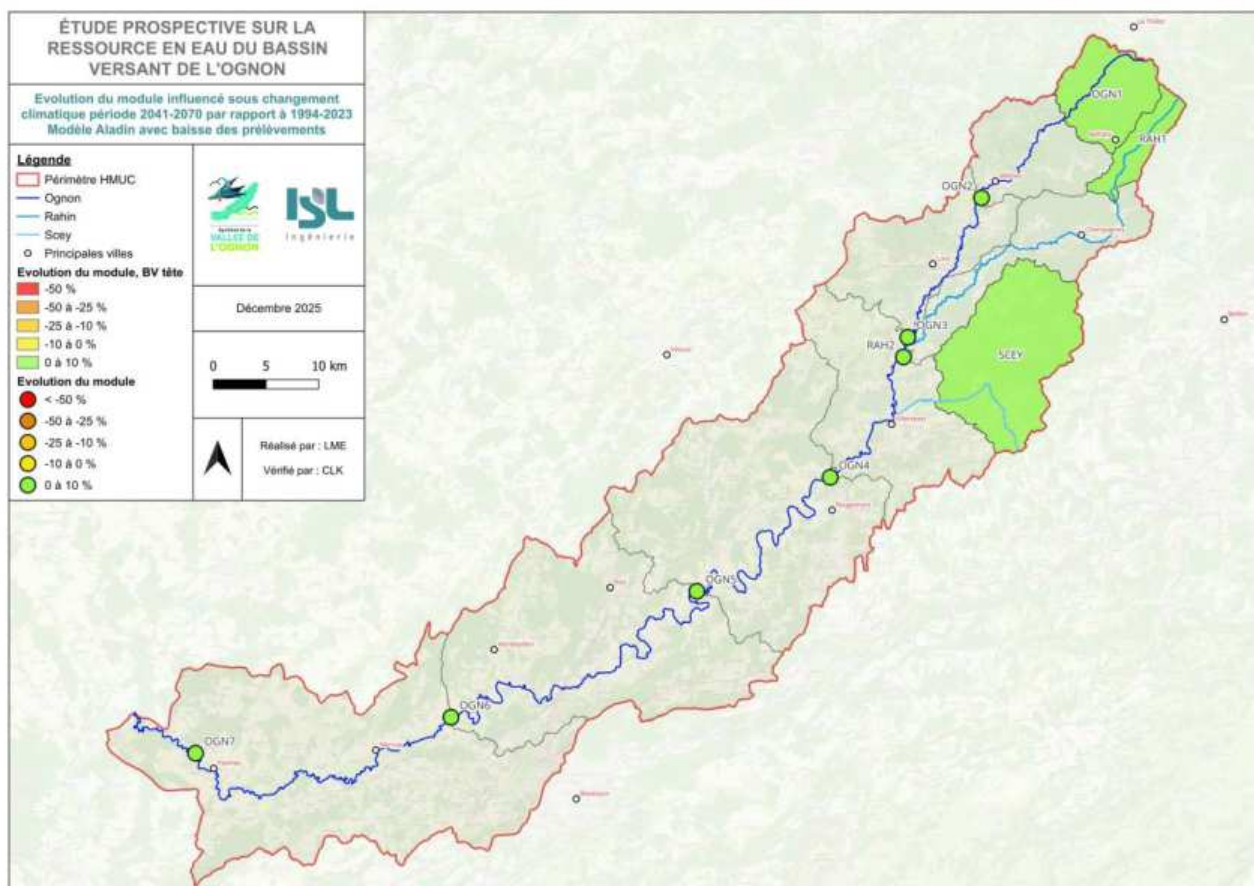 ÉTUDE PROSPECTIVE SUR LA
RESSOURCE EN EAU DU BASSIN
VERSANT DE L'OGNON
Evolution du module influencé sous changement
climatique période 2041-2070 par rapport à 1994-2023
Modèle Aladin avec baisse des prélèvements
Légende
Périmètre HMUC
Ognon
Rahin
Scey
Principales villes
Evolution du module, BV tête
-50 %
-50 à -25 %
-25 à -10 %
-10 à 0 %
0 à 10 %
Evolution du module
< -50 %
-50 à -25 %
-25 à -10 %
-10 à 0 %
0 à 10 %
VALLÉE DE
L'OGNON
ISL
Ingénierie
Décembre 2025
0 5 10 km
Réalisé par : LME
Vérifié par : CLK
OGN1
RAH1
OGN2
OGN3
RAH2
SCEY
OGN4
OGN5
OGN6
OGN7